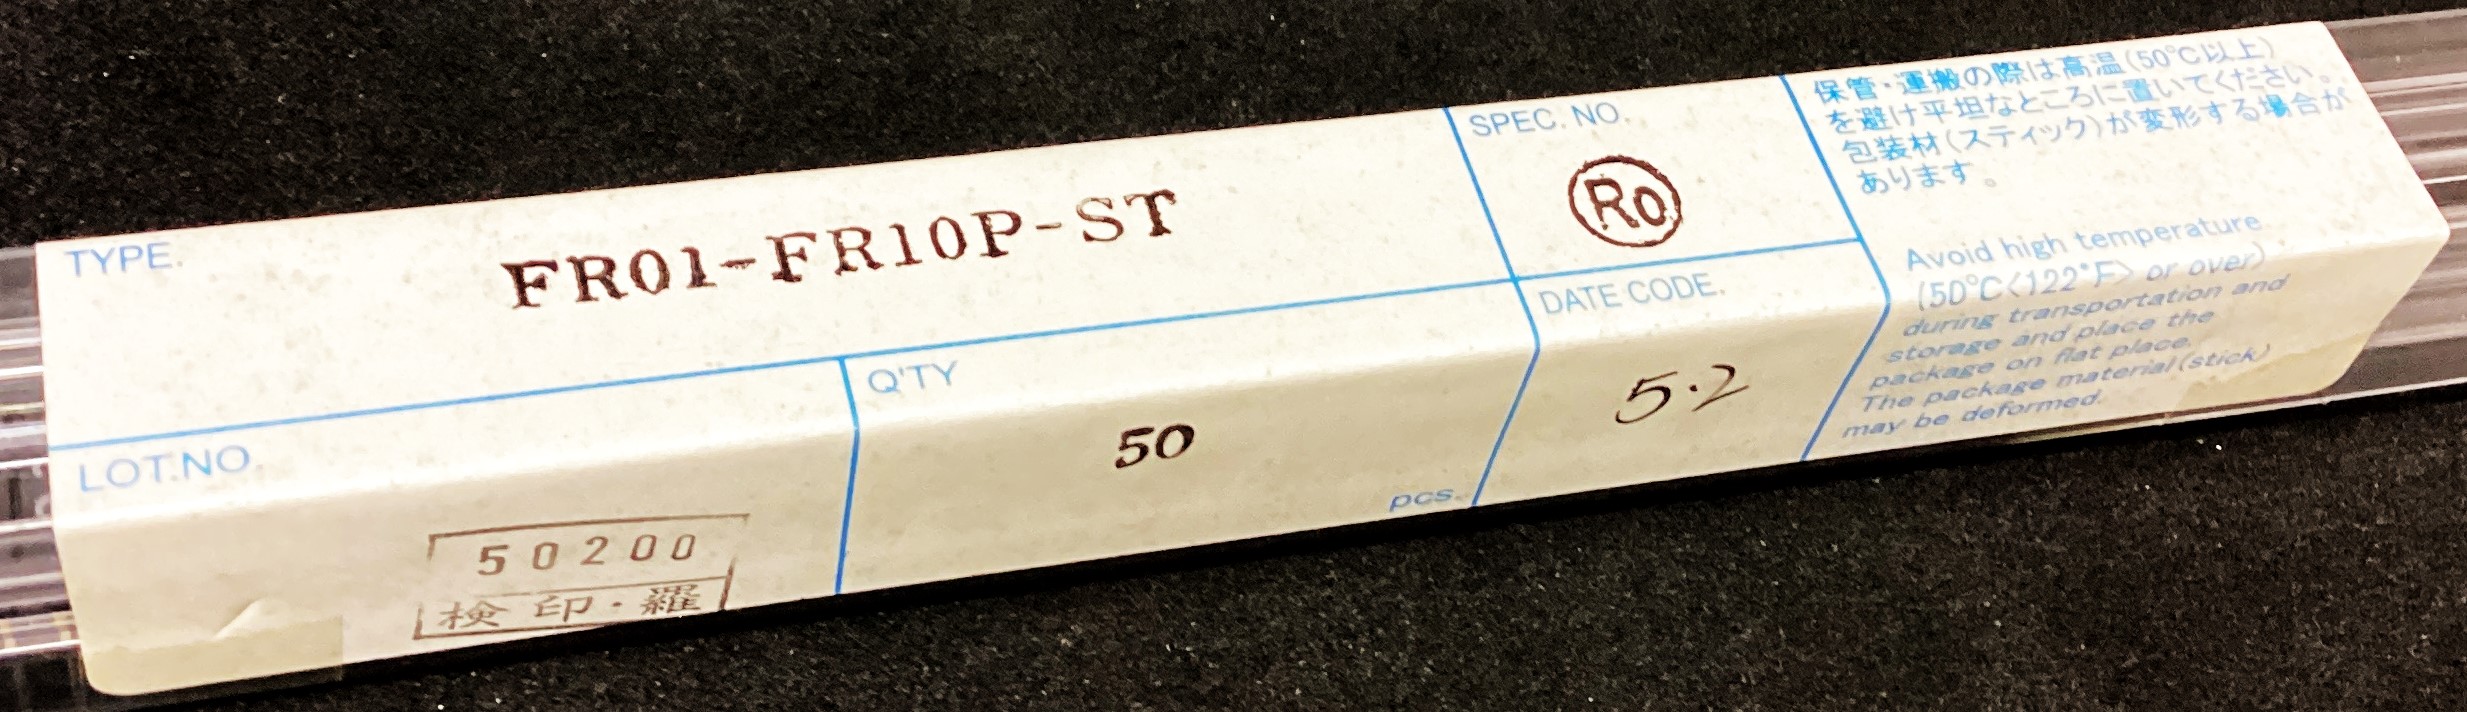 TYPE.
FR01-FR10P-ST
SPEC. NO.
Ro
保管・運搬の際は高温(50℃以上)
を避け平坦なところに置いてください。
包装材(スティック)が変形する場合が
あります。
Avoid high temperature
(50°C<122°F> or over)
during transportation and
storage and place the
package on flat place.
The package material(stick)
may be deformed.
LOT.NO.
50200
検印・羅
Q'TY
50
pcs.
DATE CODE.
5.2